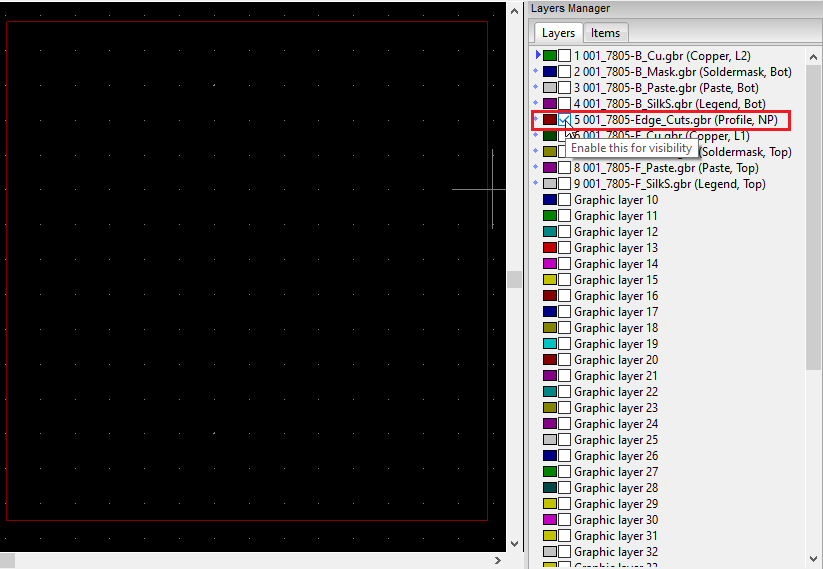 Layers Manager
Layers Items
1 001_7805-B_Cu.gbr (Copper, L2)
2 001_7805-B_Mask.gbr (Soldermask, Bot)
3 001_7805-B_Paste.gbr (Paste, Bot)
4 001_7805-B_SilkS.gbr (Legend, Bot)
5 001_7805-Edge_Cuts.gbr (Profile, NP)
6 001_7805-F_Cu.gbr (Copper, L1)
Enable this for visibility
(Soldermask, Top)
8 001_7805-F_Paste.gbr (Paste, Top)
9 001_7805-F_SilkS.gbr (Legend, Top)
Graphic layer 10
Graphic layer 11
Graphic layer 12
Graphic layer 13
Graphic layer 14
Graphic layer 15
Graphic layer 16
Graphic layer 17
Graphic layer 18
Graphic layer 19
Graphic layer 20
Graphic layer 21
Graphic layer 22
Graphic layer 23
Graphic layer 24
Graphic layer 25
Graphic layer 26
Graphic layer 27
Graphic layer 28
Graphic layer 29
Graphic layer 30
Graphic layer 31
Graphic layer 32